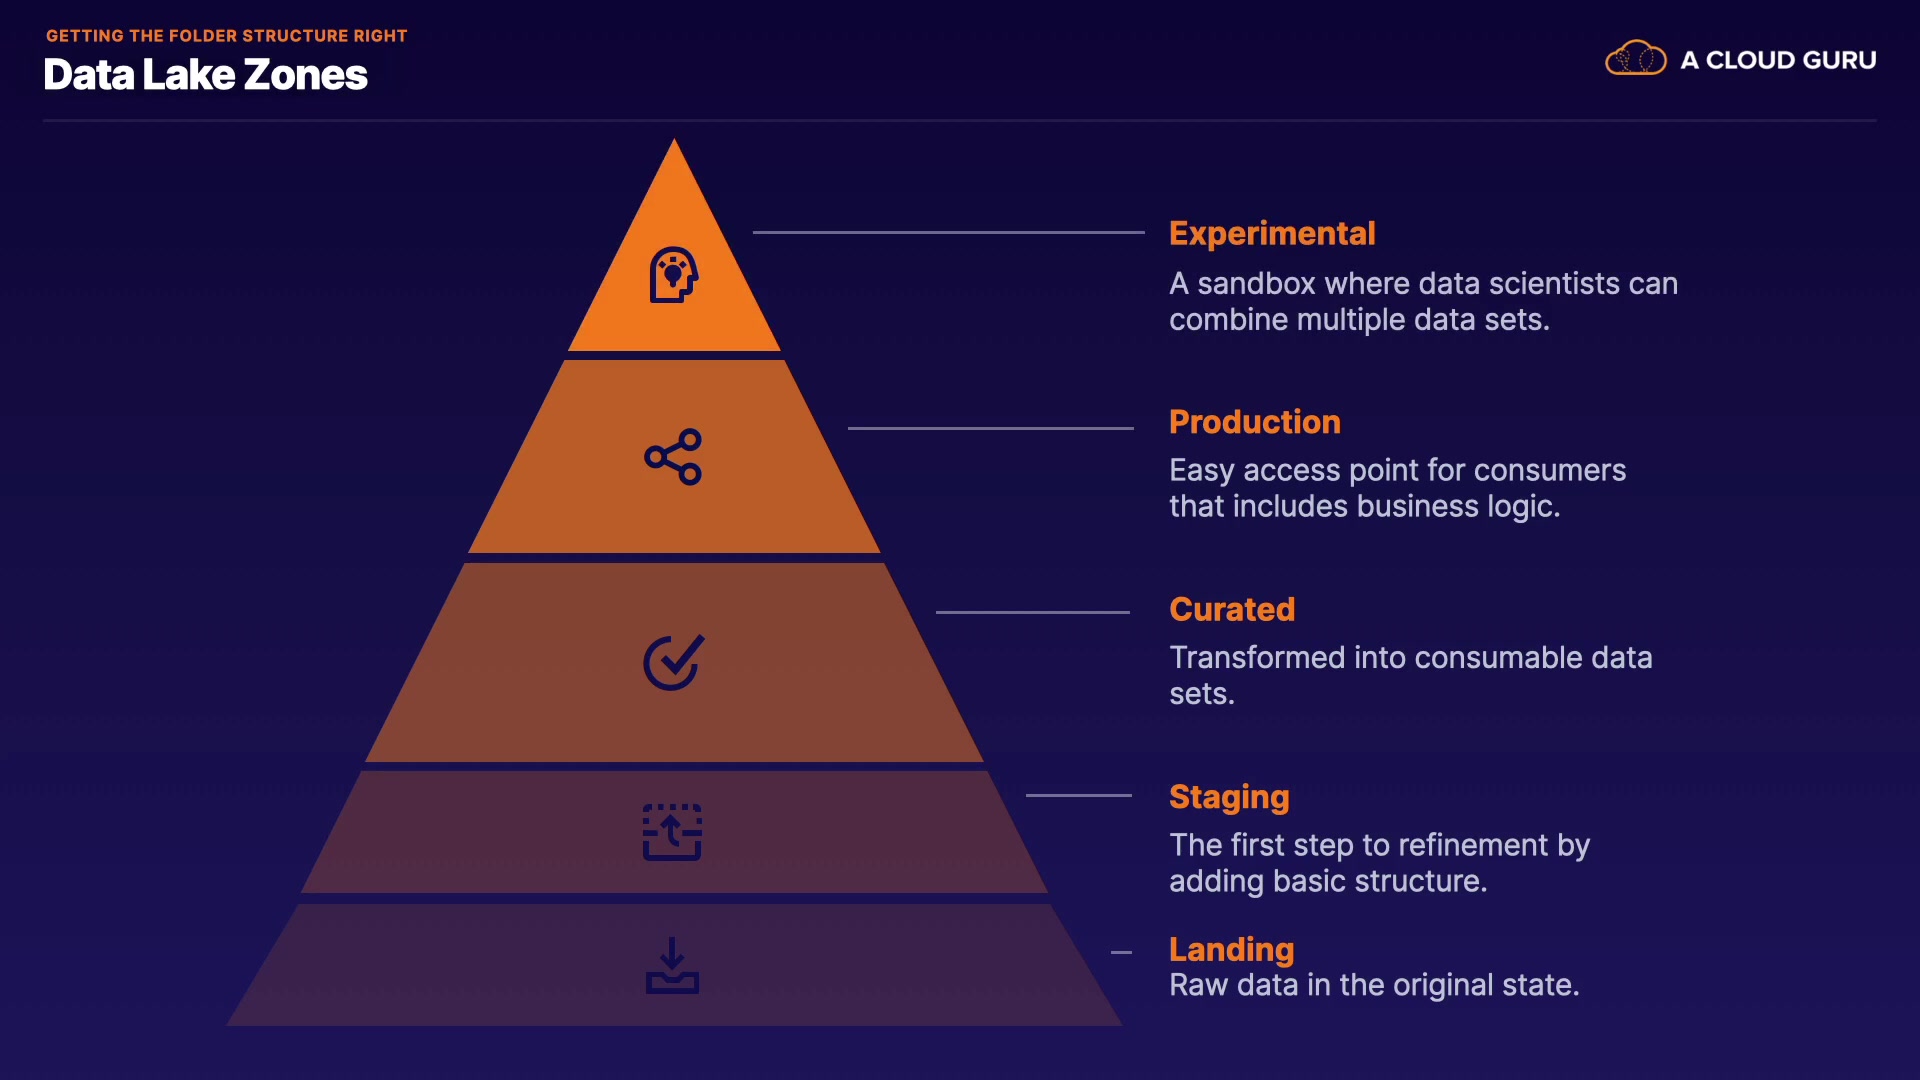 GETTING THE FOLDER STRUCTURE RIGHT
Data Lake Zones
A CLOUD GURU
Experimental
A sandbox where data scientists can
combine multiple data sets.
Production
Easy access point for consumers
that includes business logic.
Curated
Transformed into consumable data
sets.
Staging
The first step to refinement by
adding basic structure.
Landing
Raw data in the original state.